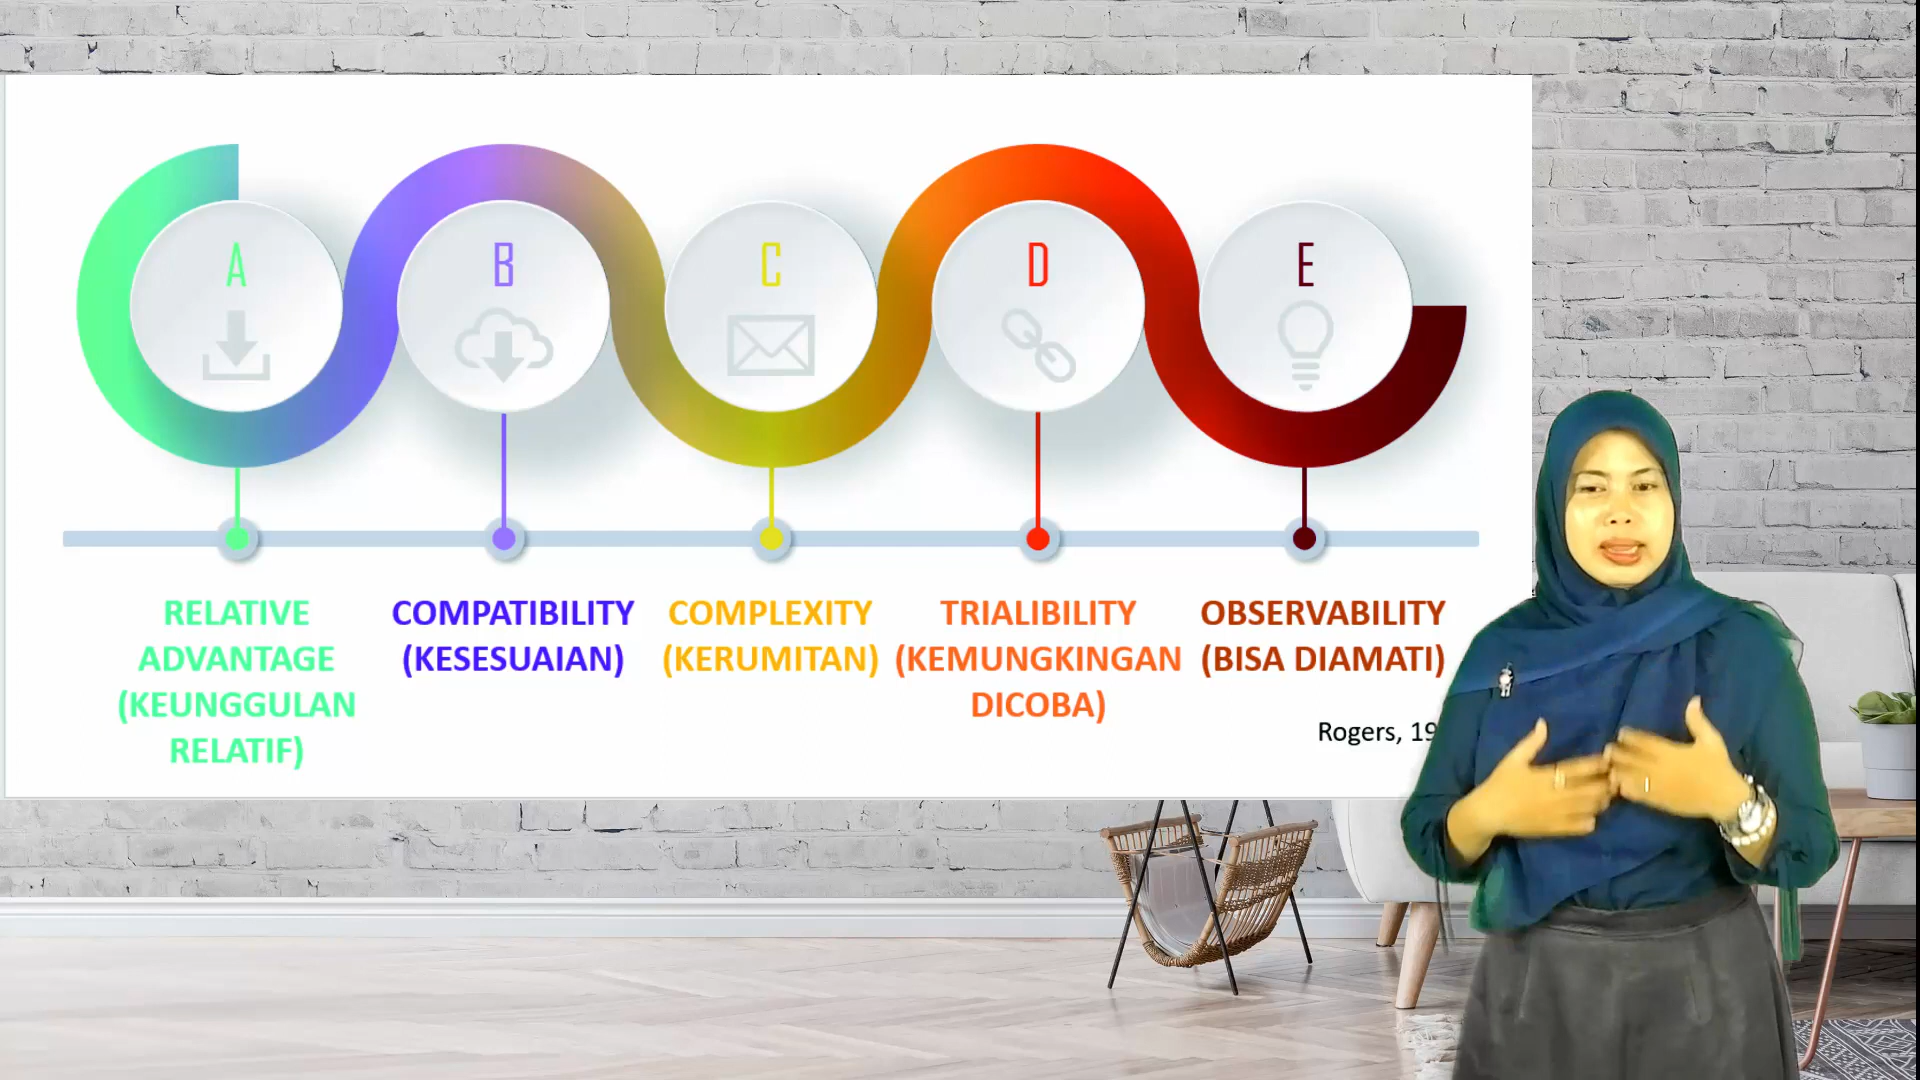 A
B
C
D
E
RELATIVE
ADVANTAGE
(KEUNGGULAN
RELATIF)
COMPATIBILITY
(KESESUAIAN)
COMPLEXITY
(KERUMITAN)
TRIALIBILITY
(KEMUNGKINGAN
DICOBA)
OBSERVABILITY
(BISA DIAMATI)
Rogers,